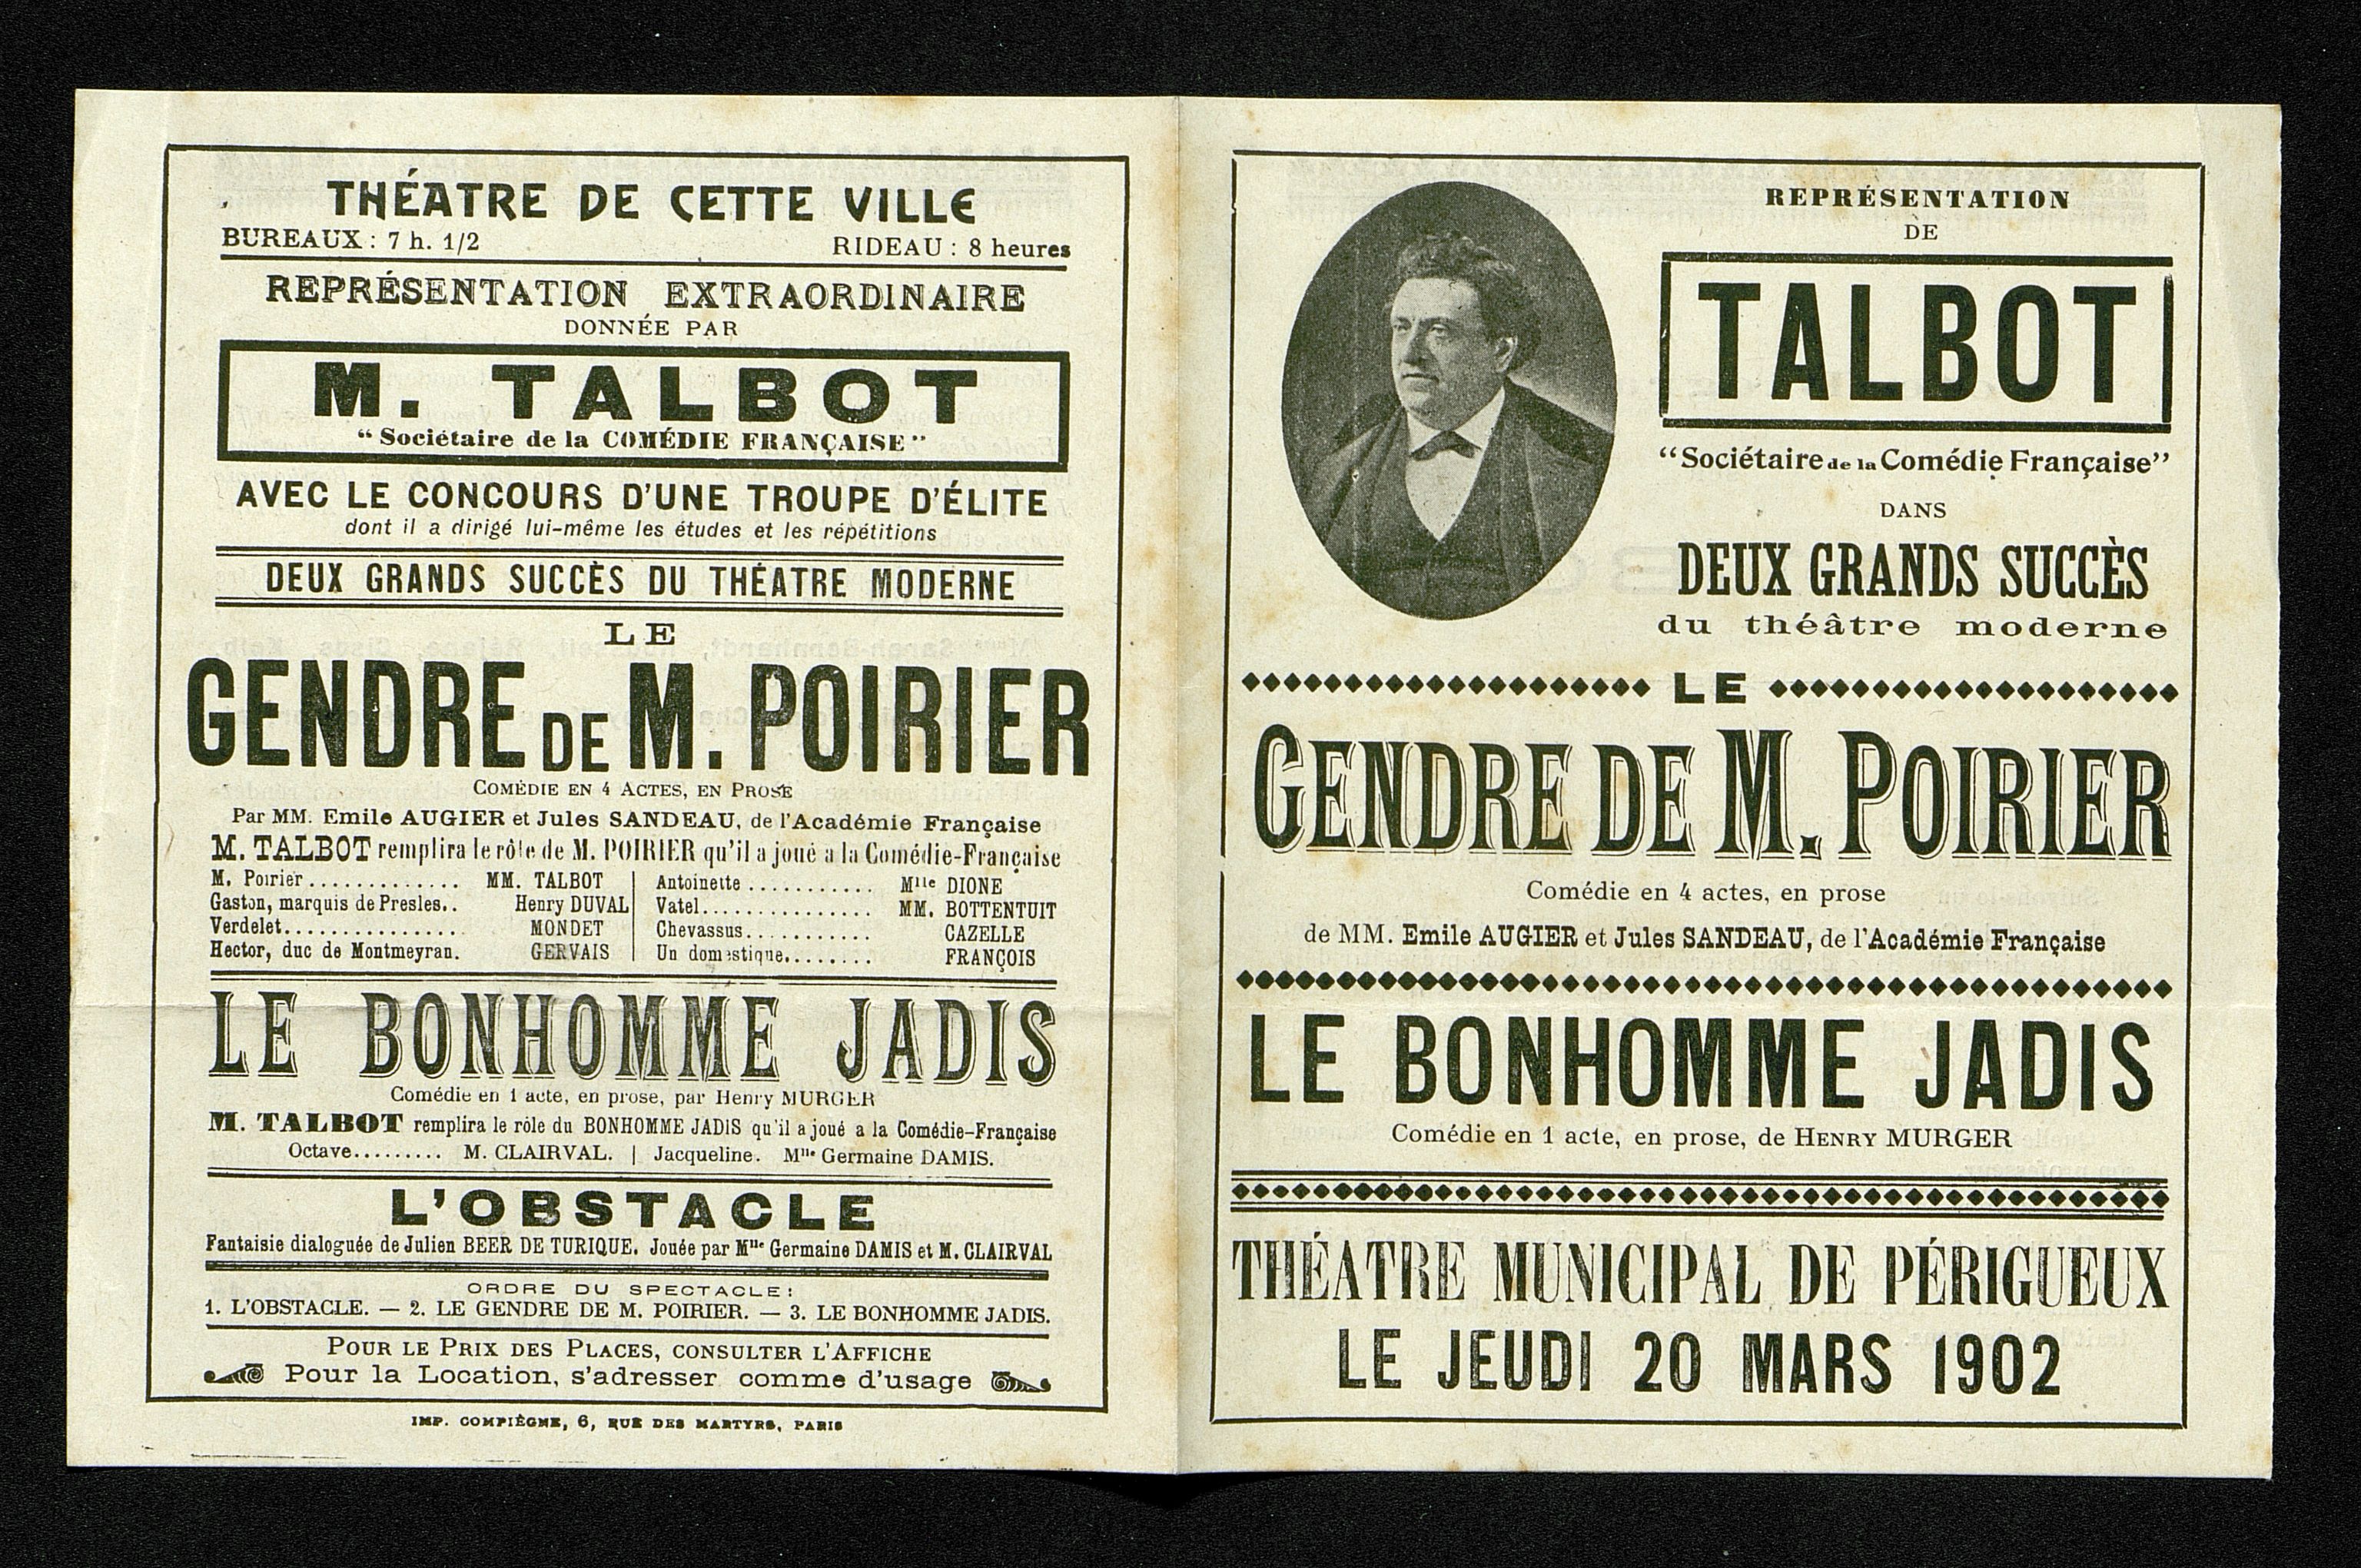 THÉATRE DE CETTE VILLE
BUREAUX : 7 h. 1/2 RIDEAU : 8 heures
REPRÉSENTATION EXTRAORDINAIRE
DONNÉE PAR
M. TALBOT
“ Sociétaire de la COMÉDIE FRANÇAISE ”
AVEC LE CONCOURS D'UNE TROUPE D'ÉLITE
dont il a dirigé lui-même les études et les répétitions
DEUX GRANDS SUCCÈS DU THÉATRE MODERNE
LE
GENDRE DE M. POIRIER
COMÉDIE EN 4 ACTES, EN PROSE
Par MM. Emile AUGIER et Jules SANDEAU, de l'Académie Française
M. TALBOT remplira le rôle de M. POIRIER qu'il a joué a la Comédie-Française
M. Poirier ............. MM. TALBOT | Antoinette ........... Mlle DIONE
Gaston, marquis de Presles.. Henry DUVAL | Vatel............... MM. BOTTENTUIT
Verdelet............... MONDET | Chevassus........... CAZELLE
Hector, duc de Montmeyran. GERVAIS | Un domestique........ FRANÇOIS
LE BONHOMME JADIS
Comédie en 1 acte, en prose, par Henry MURGER
M. TALBOT remplira le rôle du BONHOMME JADIS qu'il a joué a la Comédie-Française
Octave......... M. CLAIRVAL. | Jacqueline. Mlle Germaine DAMIS.
L'OBSTACLE
Fantaisie dialoguée de Julien BEER DE TURIQUE. Jouée par Mlle Germaine DAMIS et M. CLAIRVAL
ORDRE DU SPECTACLE :
1. L'OBSTACLE. — 2. LE GENDRE DE M. POIRIER. — 3. LE BONHOMME JADIS.
POUR LE PRIX DES PLACES, CONSULTER L'AFFICHE
Pour la Location, s'adresser comme d'usage
IMP. COMPIÈGNE, 6, RUE DES MARTYRS, PARIS
REPRÉSENTATION
DE
TALBOT
“Sociétaire de la Comédie Française”
DANS
DEUX GRANDS SUCCÈS
du théâtre moderne
LE
GENDRE DE M. POIRIER
Comédie en 4 actes, en prose
de MM. Emile AUGIER et Jules SANDEAU, de l'Académie Française
LE BONHOMME JADIS
Comédie en 1 acte, en prose, de HENRY MURGER
THÉATRE MUNICIPAL DE PÉRIGUEUX
LE JEUDI 20 MARS 1902